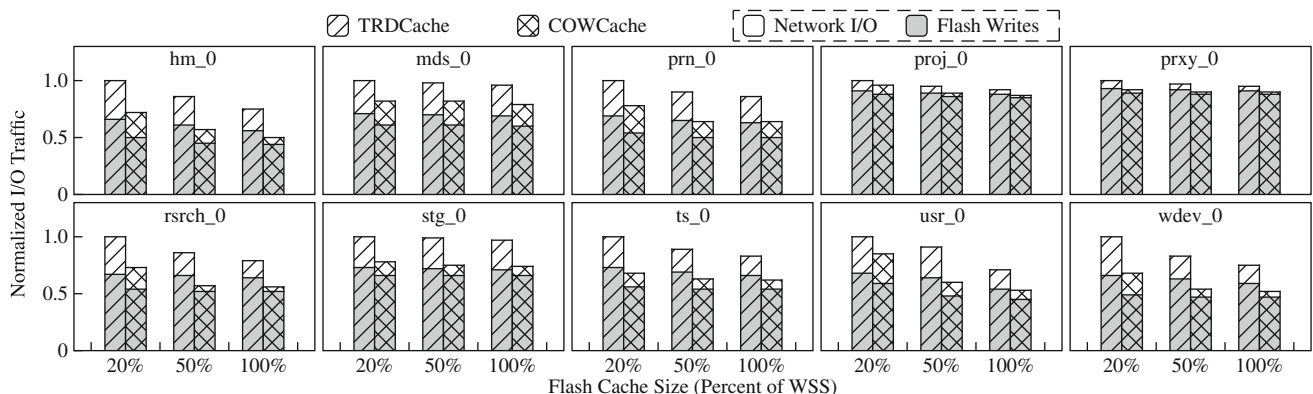 TRDCache COWCache Network I/O Flash Writes
Normalized I/O Traffic
hm_0 mds_0 prn_0 proj_0 prxy_0
1.0
0.5
0
rsrch_0 stg_0 ts_0 usr_0 wdev_0
1.0
0.5
0
20% 50% 100% 20% 50% 100% 20% 50% 100% 20% 50% 100% 20% 50% 100%
Flash Cache Size (Percent of WSS)